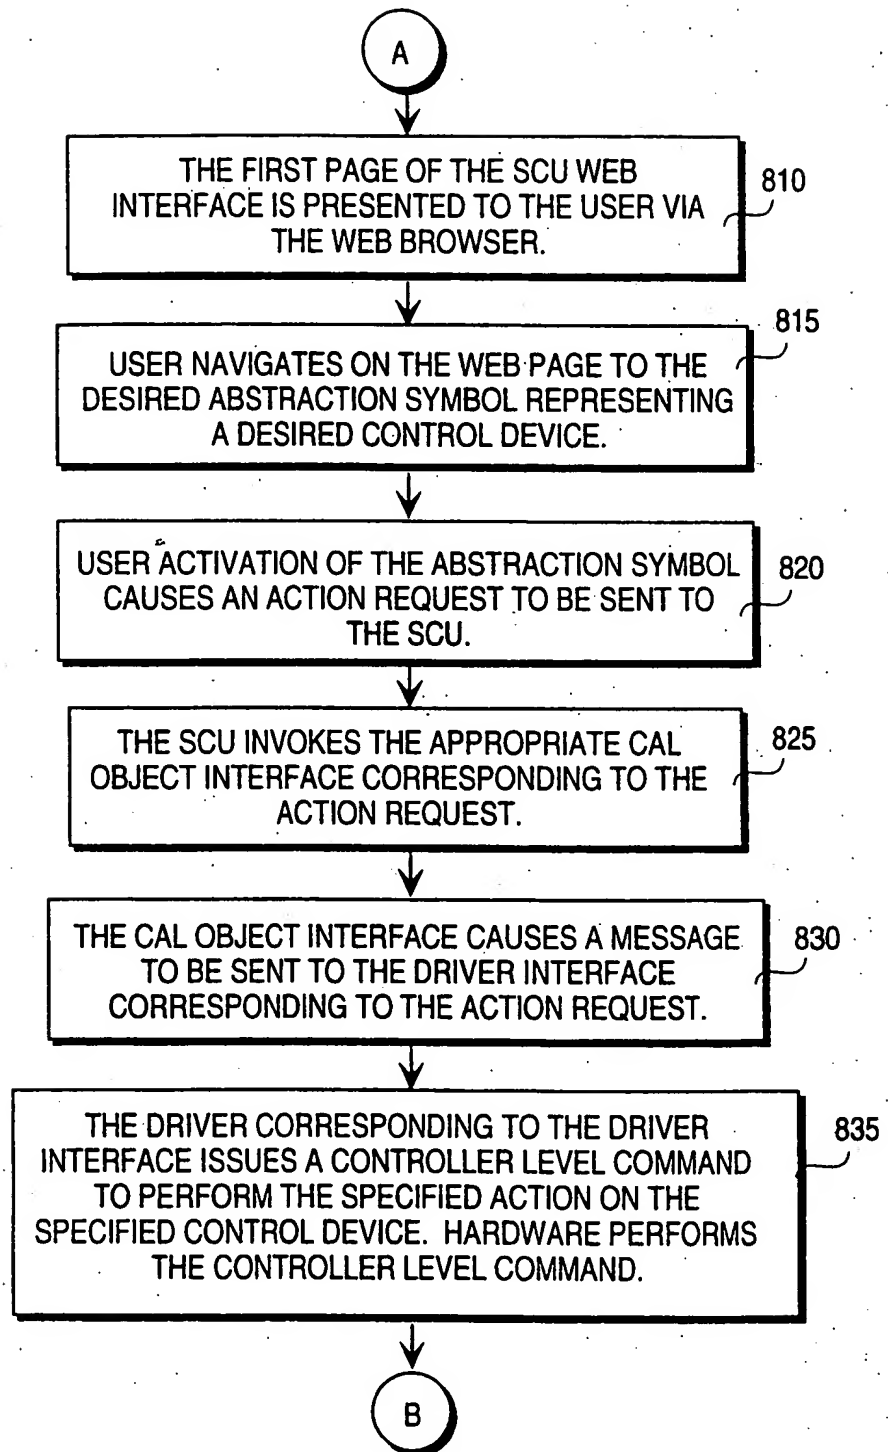 A
THE FIRST PAGE OF THE SCU WEB
INTERFACE IS PRESENTED TO THE USER VIA
THE WEB BROWSER.
810
USER NAVIGATES ON THE WEB PAGE TO THE
DESIRED ABSTRACTION SYMBOL REPRESENTING
A DESIRED CONTROL DEVICE.
815
USER ACTIVATION OF THE ABSTRACTION SYMBOL
CAUSES AN ACTION REQUEST TO BE SENT TO
THE SCU.
820
THE SCU INVOKES THE APPROPRIATE CAL
OBJECT INTERFACE CORRESPONDING TO THE
ACTION REQUEST.
825
THE CAL OBJECT INTERFACE CAUSES A MESSAGE
TO BE SENT TO THE DRIVER INTERFACE
CORRESPONDING TO THE ACTION REQUEST.
830
THE DRIVER CORRESPONDING TO THE DRIVER
INTERFACE ISSUES A CONTROLLER LEVEL COMMAND
TO PERFORM THE SPECIFIED ACTION ON THE
SPECIFIED CONTROL DEVICE. HARDWARE PERFORMS
THE CONTROLLER LEVEL COMMAND.
835
B